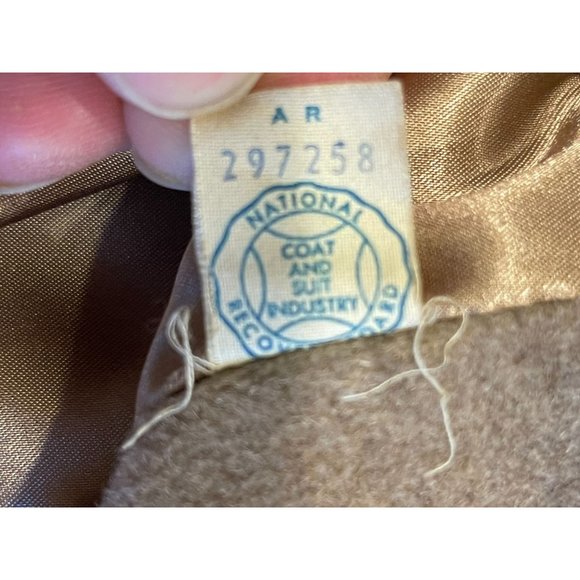 AR
297258
NATIONAL
COAT
AND
SUIT
INDUSTRY